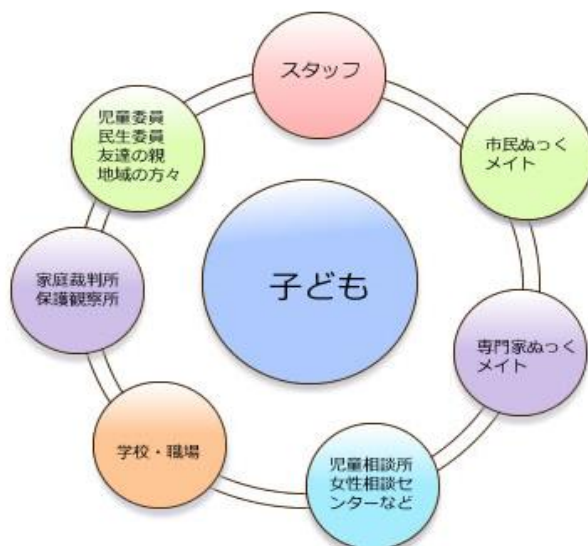 スタッフ
市民ぬっく
メイト
専門家ぬっく
メイト
児童相談所
女性相談セ
ンターなど
学校・職場
家庭裁判所
保護観察所
児童委員
民生委員
友達の親
地域の方々
子ども